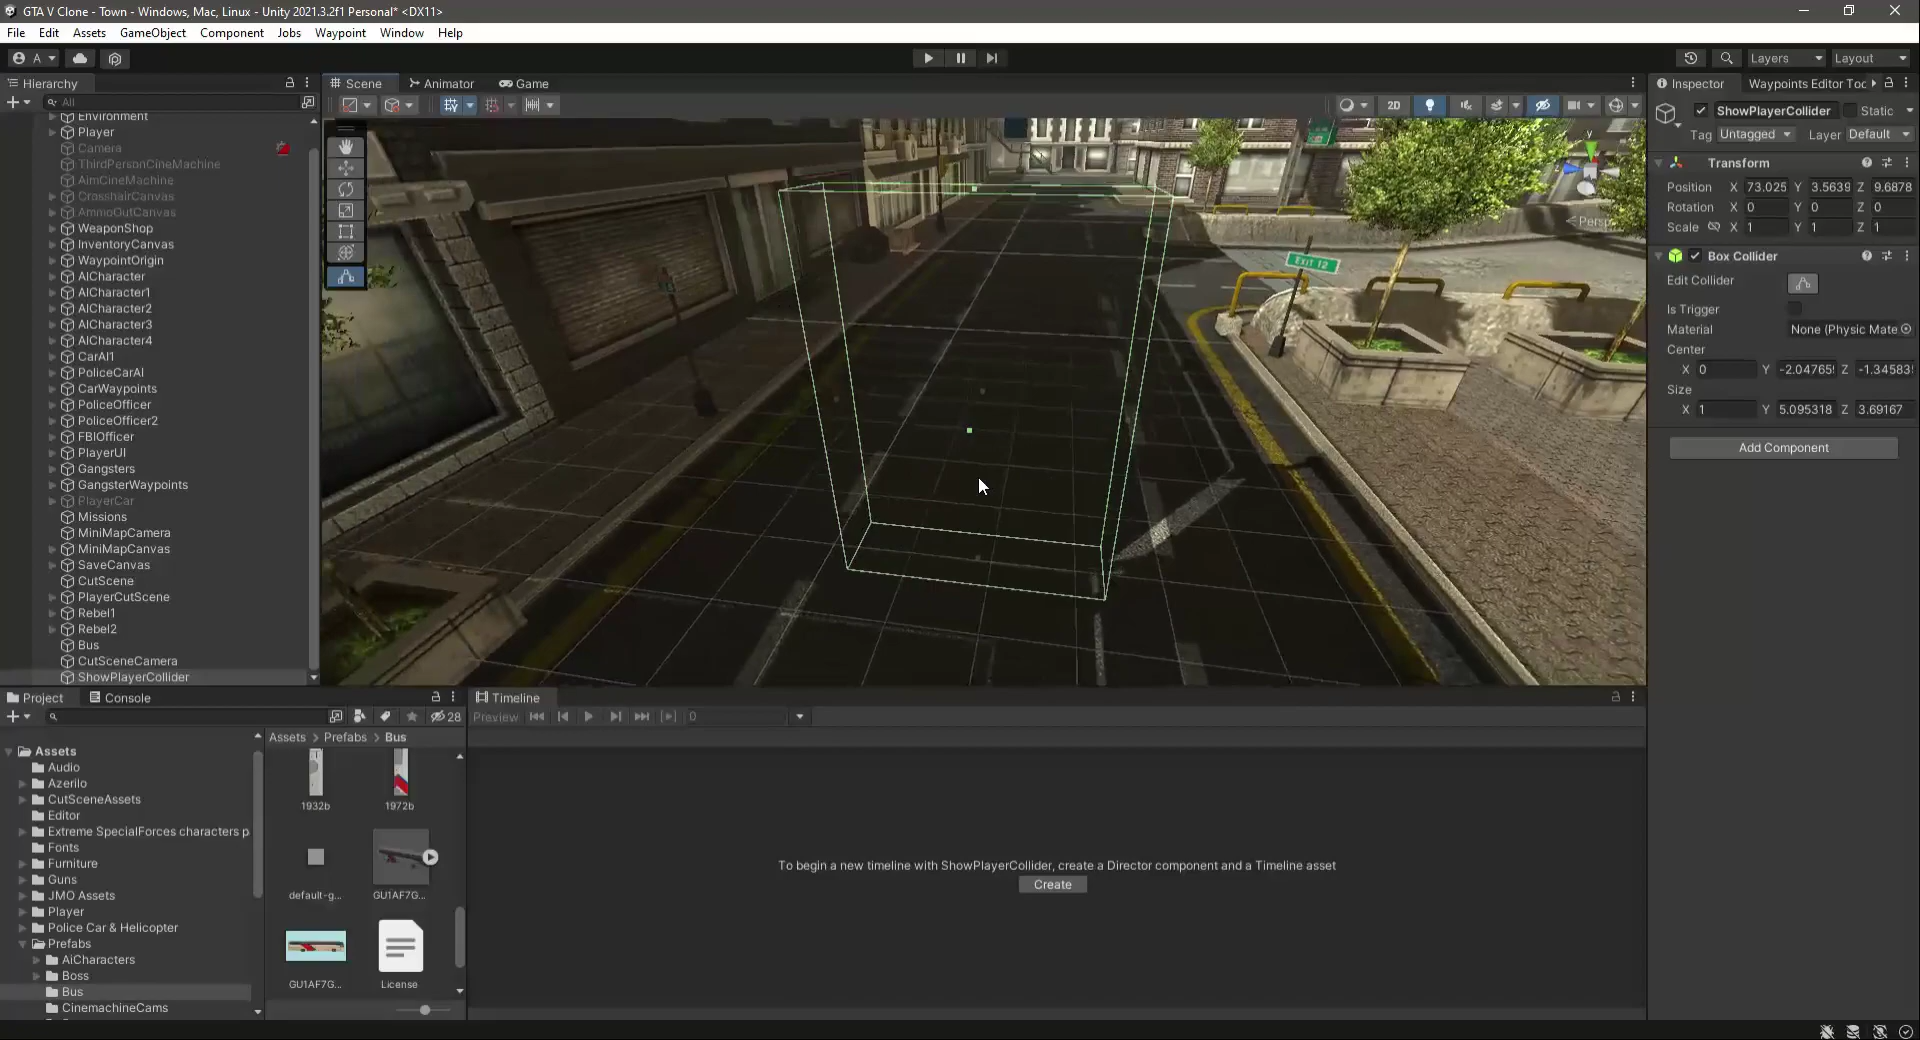 GTA V Clone - Town - Windows, Mac, Linux - Unity 2021.3.2f1 Personal* <DX11>
File Edit Assets GameObject Component Jobs Waypoint Window Help
A Layers Layout
Hierarchy
All
Environment
Player
Camera
ThirdPersonCineMachine
AimCineMachine
CrosshairCanvas
AmmoOutCanvas
WeaponShop
InventoryCanvas
WaypointOrigin
AICharacter
AICharacter1
AICharacter2
AICharacter3
AICharacter4
CarAI1
PoliceCarAI
CarWaypoints
PoliceOfficer
PoliceOfficer2
FBIOfficer
PlayerUI
Gangsters
GangsterWaypoints
PlayerCar
Missions
MiniMapCamera
MiniMapCanvas
SaveCanvas
CutScene
PlayerCutScene
Rebel1
Rebel2
Bus
CutSceneCamera
ShowPlayerCollider
Scene Animator Game
2D
y
Persp
EXIT 12
Inspector Waypoints Editor Too
ShowPlayerCollider Static
Tag Untagged Layer Default
Transform
Position X 73.025 Y 3.5639 Z 9.6878
Rotation X 0 Y 0 Z 0
Scale X 1 Y 1 Z 1
Box Collider
Edit Collider
Is Trigger
Material None (Physic Mate
Center
X 0 Y -2.04765 Z -1.34583
Size
X 1 Y 5.095318 Z 3.69167
Add Component
Project Console
28
Assets
Audio
Azerilo
CutSceneAssets
Editor
Extreme SpecialForces characters p
Fonts
Furniture
Guns
JMO Assets
Player
Police Car & Helicopter
Prefabs
AiCharacters
Boss
Bus
CinemachineCams
Assets > Prefabs > Bus
1932b 1972b
default-g... GU1AF7G...
GU1AF7G... License
Timeline
Preview 0
To begin a new timeline with ShowPlayerCollider, create a Director component and a Timeline asset
Create